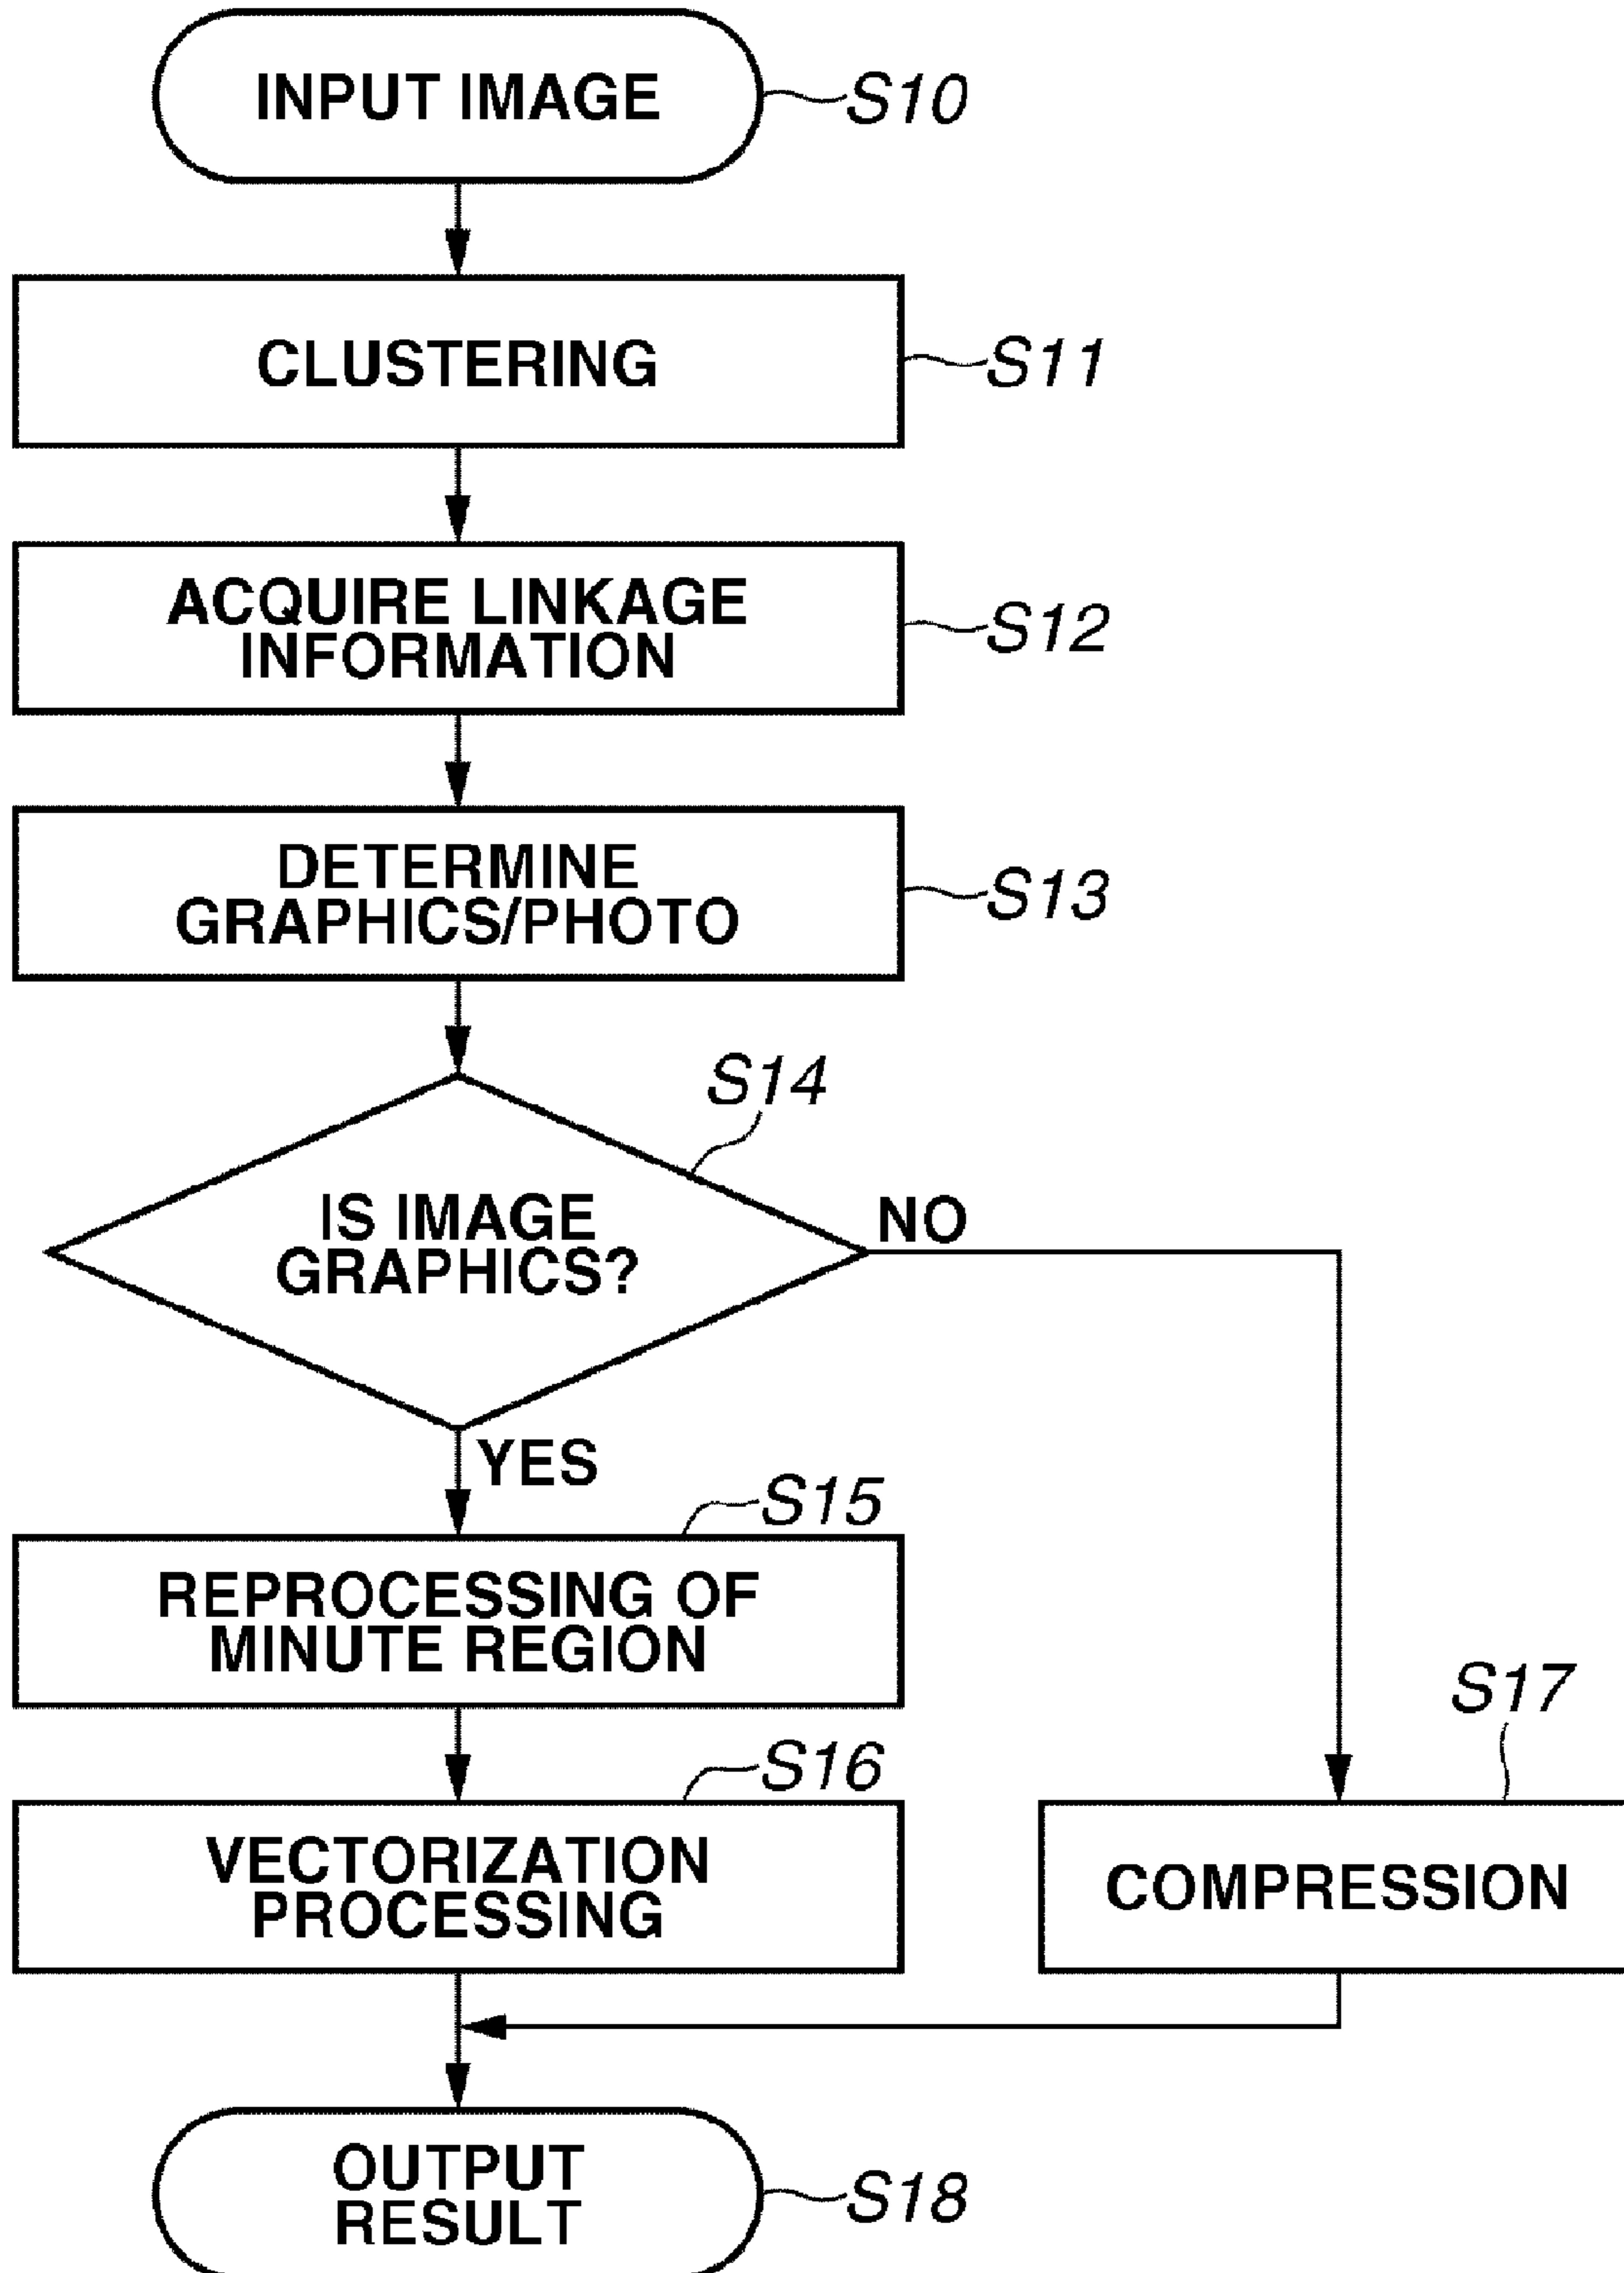 INPUT IMAGE
S10
CLUSTERING
S11
ACQUIRE LINKAGE
INFORMATION
S12
DETERMINE
GRAPHICS/PHOTO
S13
S14
IS IMAGE
GRAPHICS?
NO
YES
S15
REPROCESSING OF
MINUTE REGION
S17
S16
VECTORIZATION
PROCESSING
COMPRESSION
OUTPUT
RESULT
S18